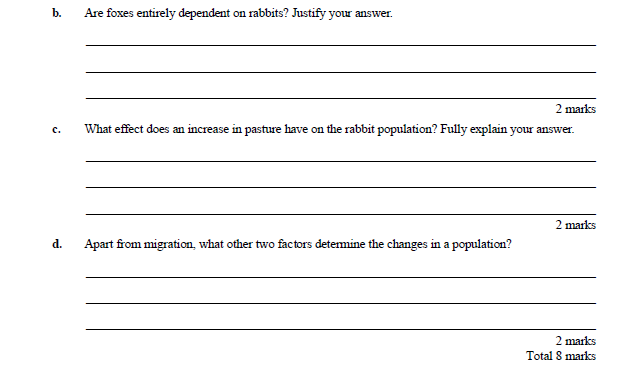 b. Are foxes entirely dependent on rabbits? Justify your answer.
2 marks
c. What effect does an increase in pasture have on the rabbit population? Fully explain your answer.
2 marks
d. Apart from migration, what other two factors determine the changes in a population?
2 marks
Total 8 marks